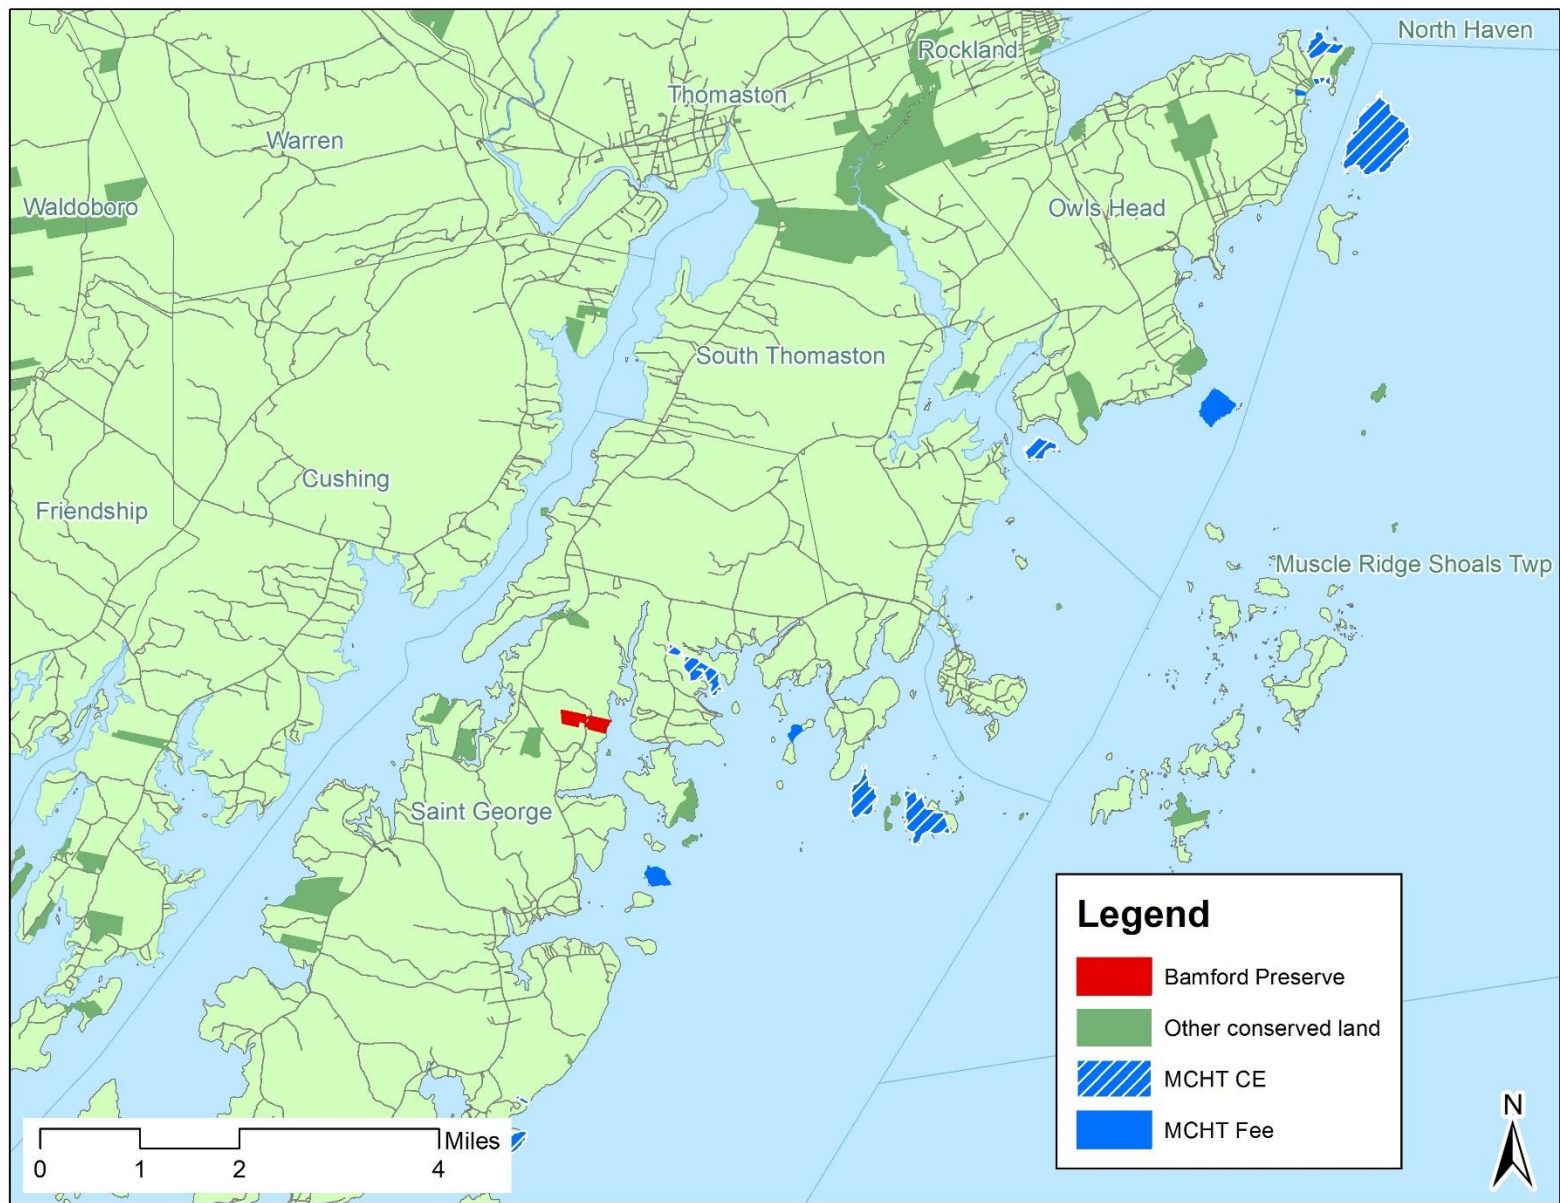 North Haven
Rockland
Thomaston
Warren
Waldoboro
Owls Head
South Thomaston
Cushing
Friendship
Muscle Ridge Shoals Twp
Saint George
Legend
Bamford Preserve
Other conserved land
MCHT CE
MCHT Fee
N
Miles
0 1 2 4